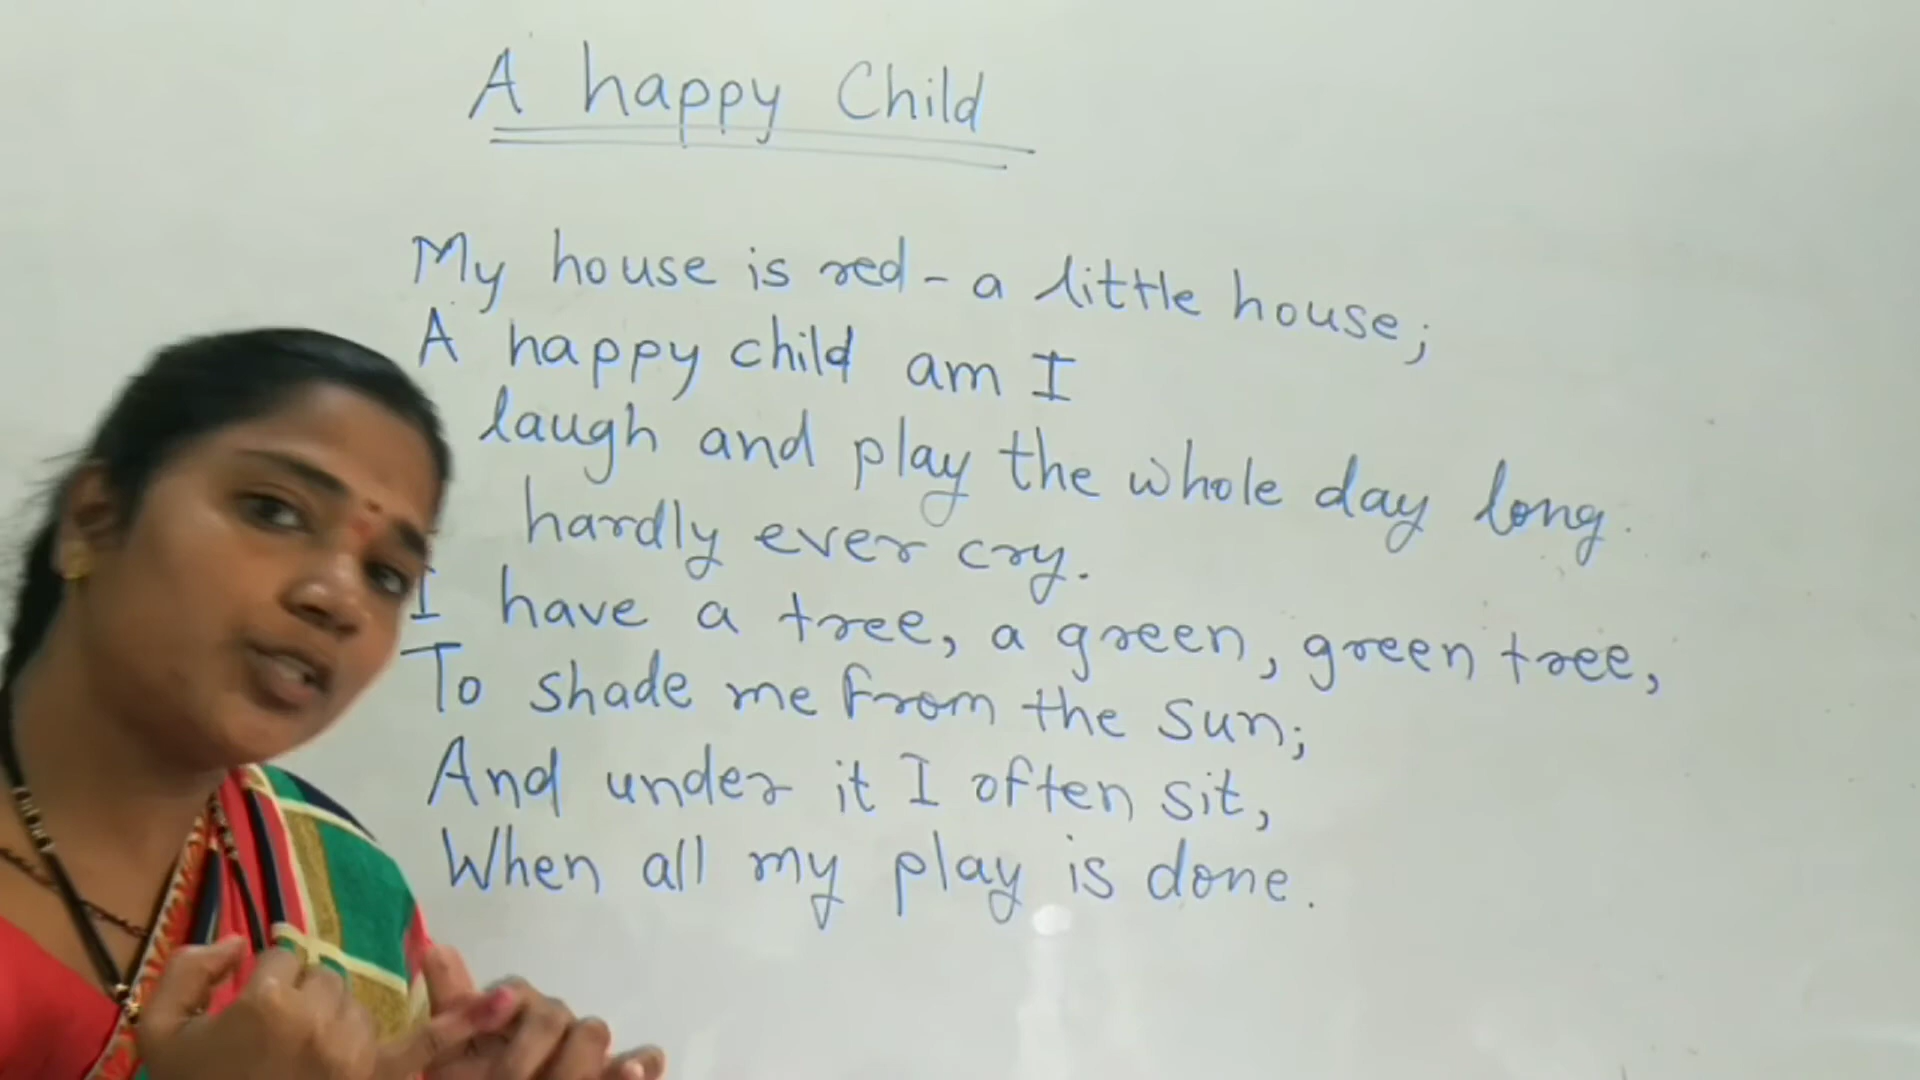 A happy Child
My house is red - a little house;
A happy child am I
laugh and play the whole day long.
hardly ever cry.
I have a tree, a green, green tree,
To shade me from the sun;
And under it I often sit,
When all my play is done.